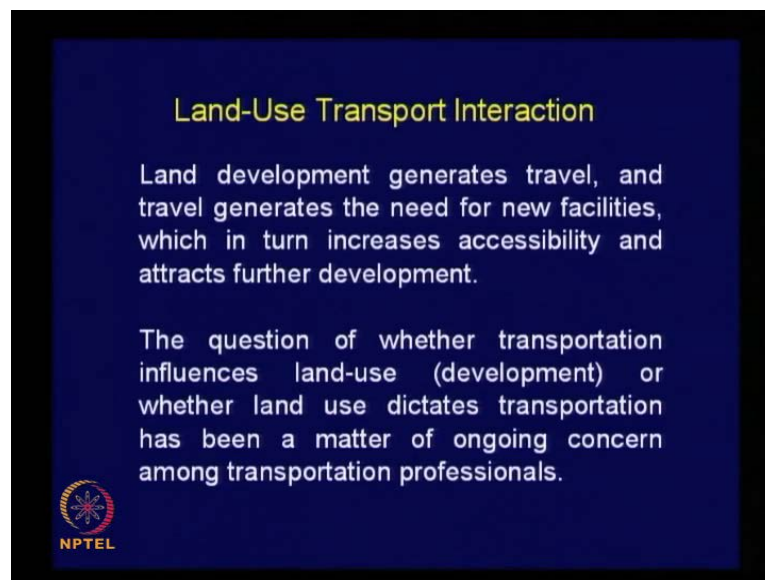 Land-Use Transport Interaction
Land development generates travel, and
travel generates the need for new facilities,
which in turn increases accessibility and
attracts further development.
The question of whether transportation
influences land-use (development) or
whether land use dictates transportation
has been a matter of ongoing concern
among transportation professionals.
NPTEL